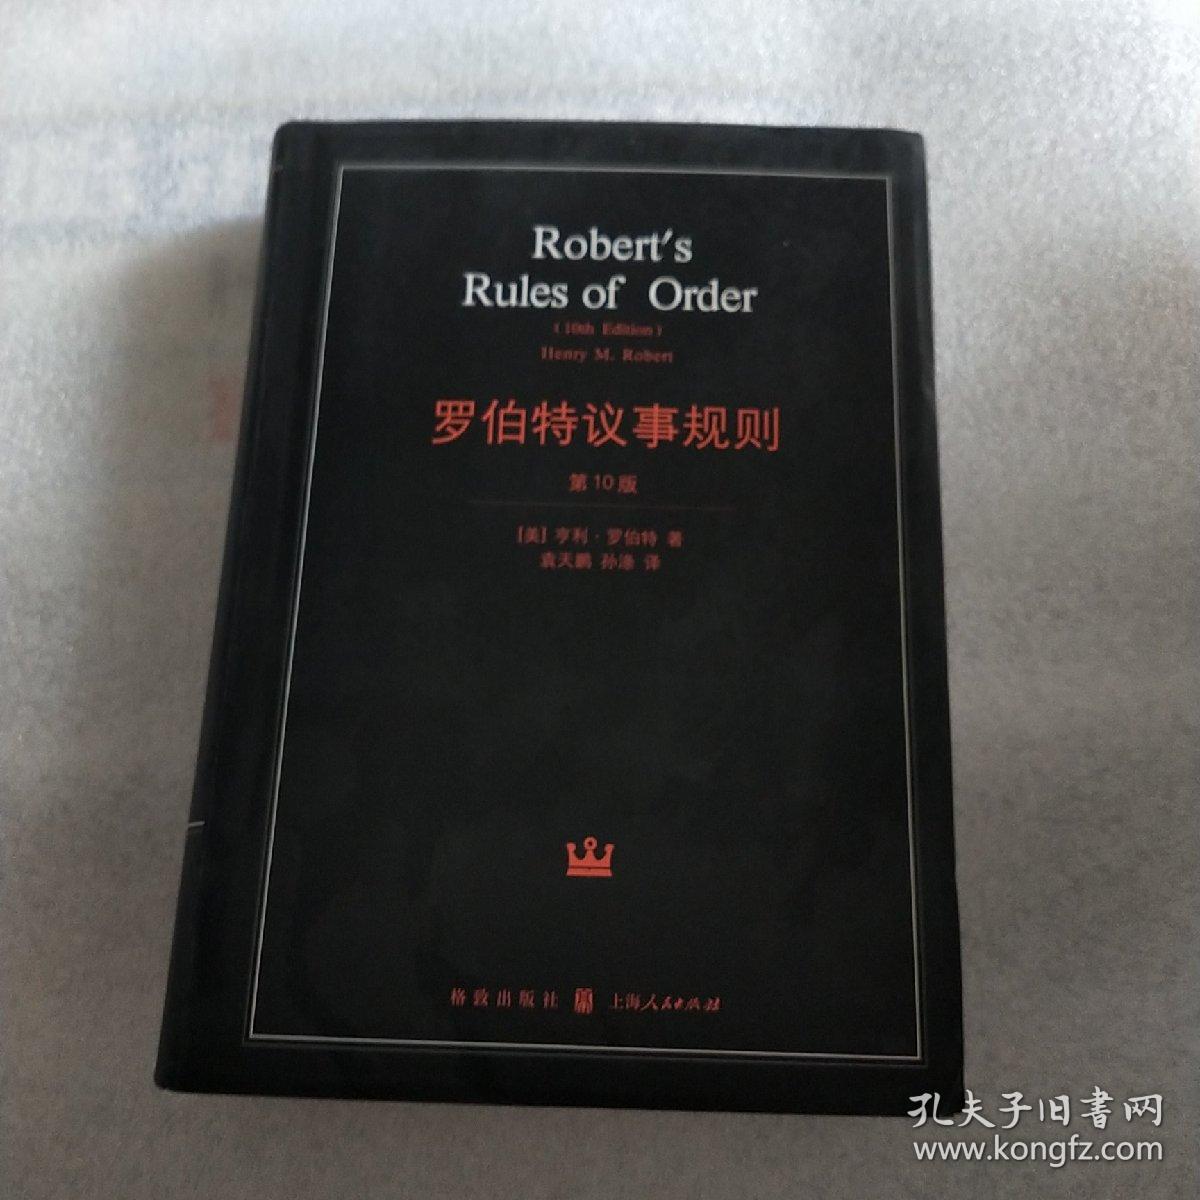 Robert's
Rules of Order
(10th Edition)
Henry M. Robert
罗伯特议事规则
第10版
[美] 亨利·罗伯特 著
袁天鹏 孙涤 译
格致出版社 上海人民出版社
孔夫子旧書网
www.kongfz.com